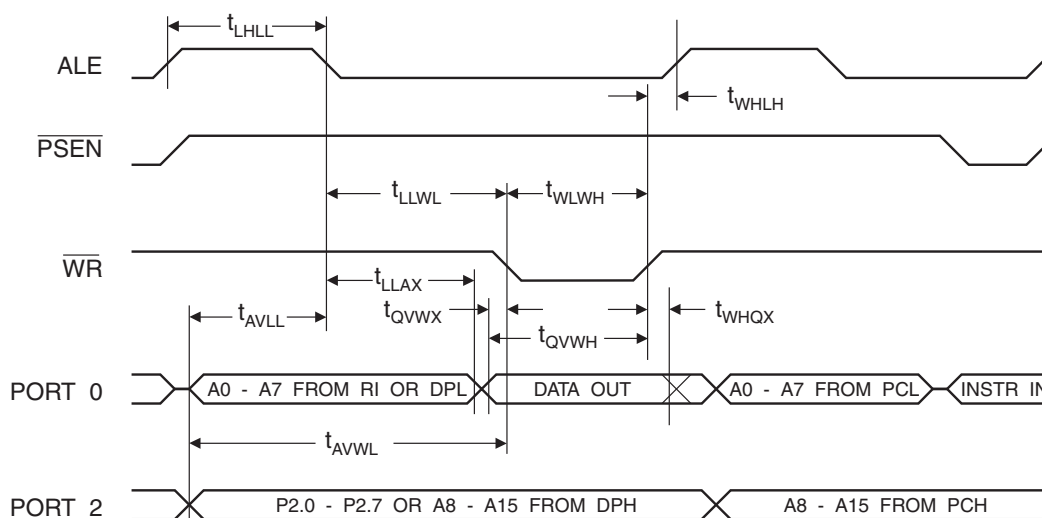 tLHLL
ALE
tWHLH
PSEN
tLLWL
tWLWH
WR
tLLAX
tQVWX
tWHQX
tAVLL
tQVWH
PORT 0
A0 - A7 FROM RI OR DPL
DATA OUT
A0 - A7 FROM PCL
INSTR IN
tAVWL
PORT 2
P2.0 - P2.7 OR A8 - A15 FROM DPH
A8 - A15 FROM PCH